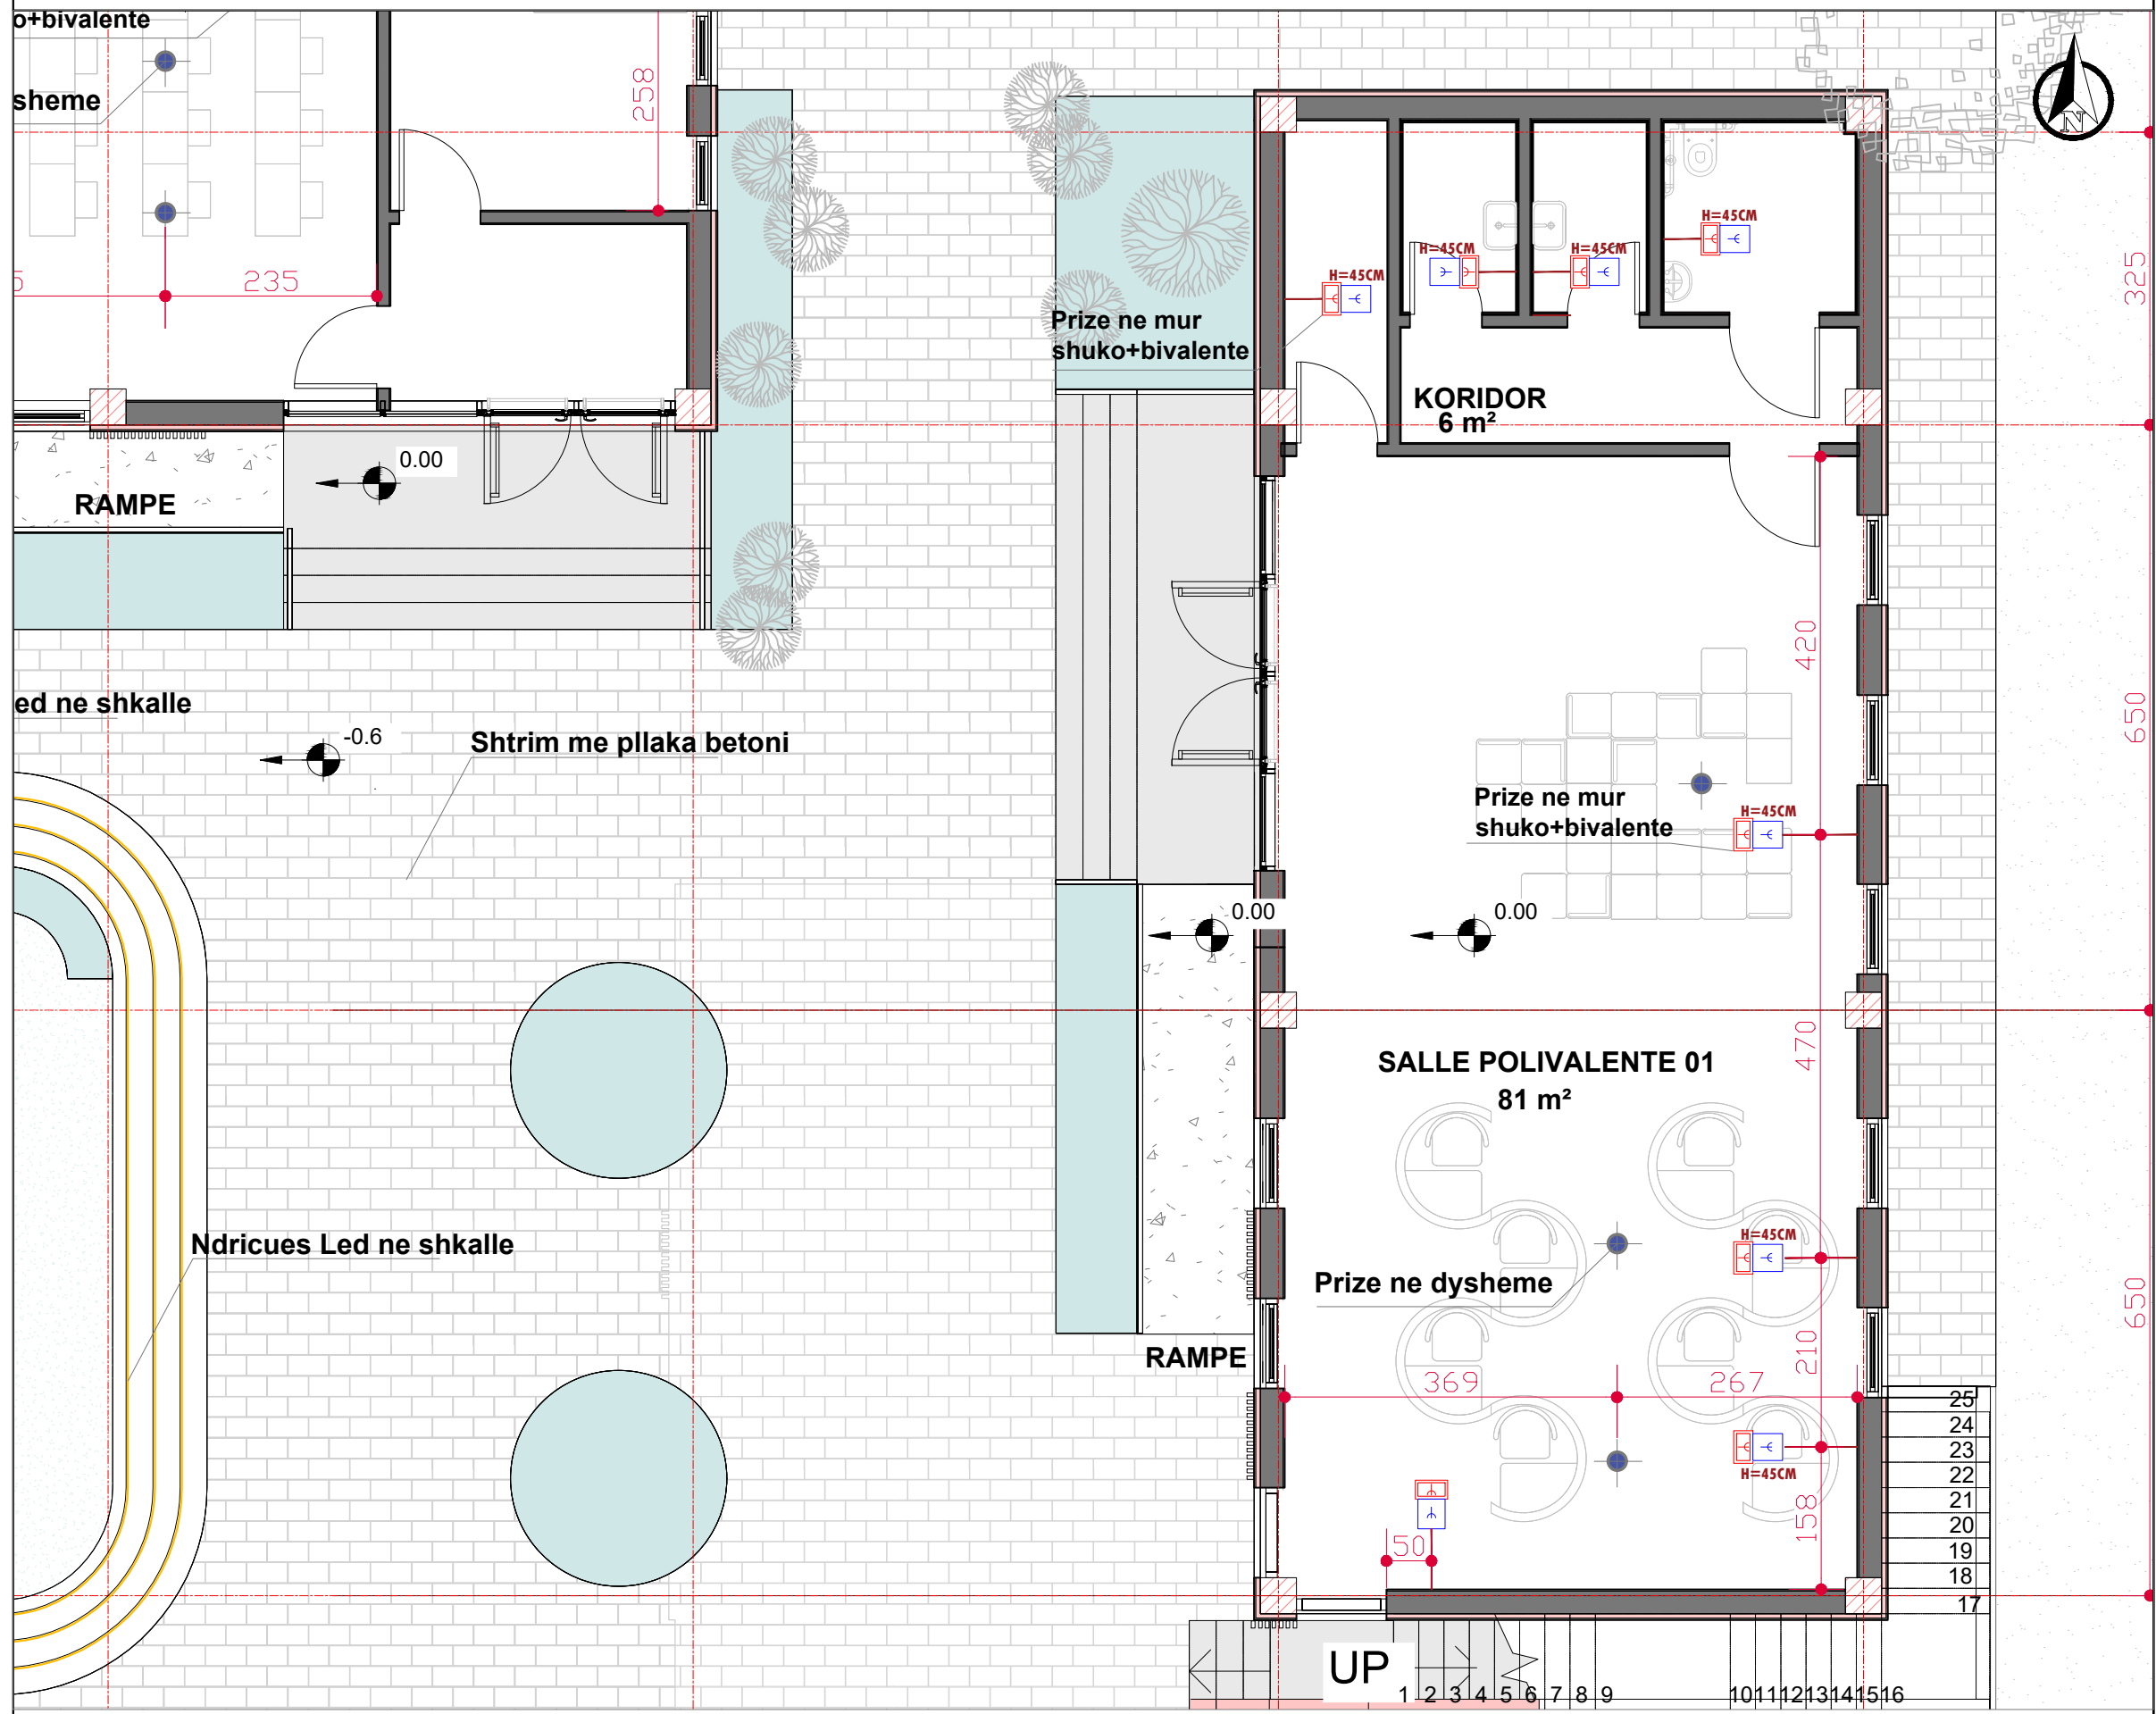 o+bivalente
sheme
258
235
5
N
325
H=45CM
H=45CM
H=45CM
H=45CM
Prize ne mur
shuko+bivalente
KORIDOR
6 m²
0.00
RAMPE
420
650
ed ne shkalle
-0.6
Shtrim me pllaka betoni
Prize ne mur
shuko+bivalente
H=45CM
0.00
0.00
470
SALLE POLIVALENTE 01
81 m²
Ndricues Led ne shkalle
H=45CM
Prize ne dysheme
650
210
RAMPE
369
267
25
24
23
22
21
20
19
18
17
H=45CM
158
50
UP
1 2 3 4 5 6 7 8 9 10 11 12 13 14 15 16